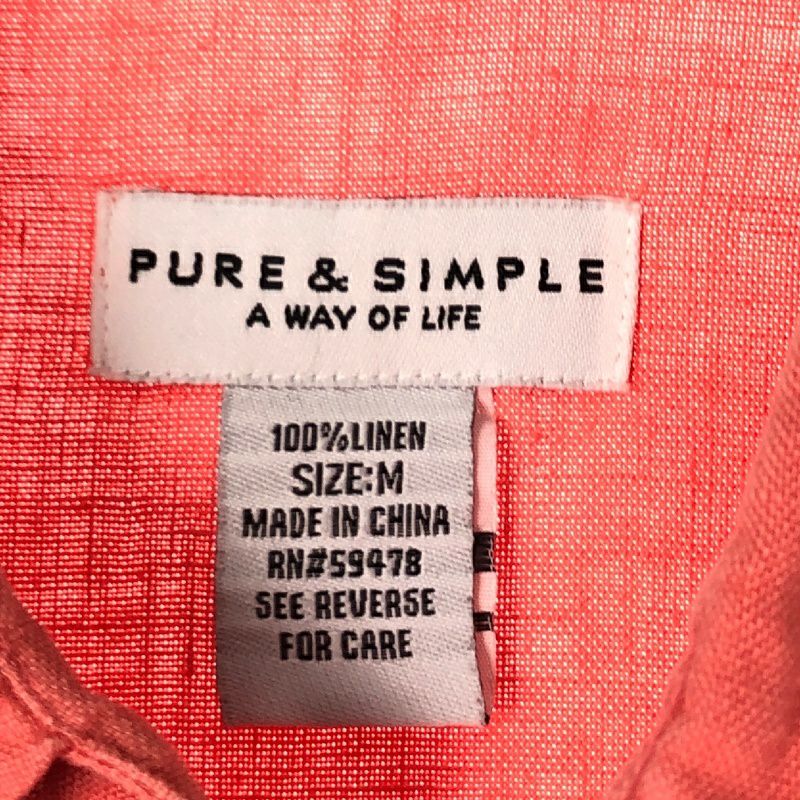 PURE & SIMPLE
A WAY OF LIFE
100%LINEN
SIZE:M
MADE IN CHINA
RN#59478
SEE REVERSE
FOR CARE